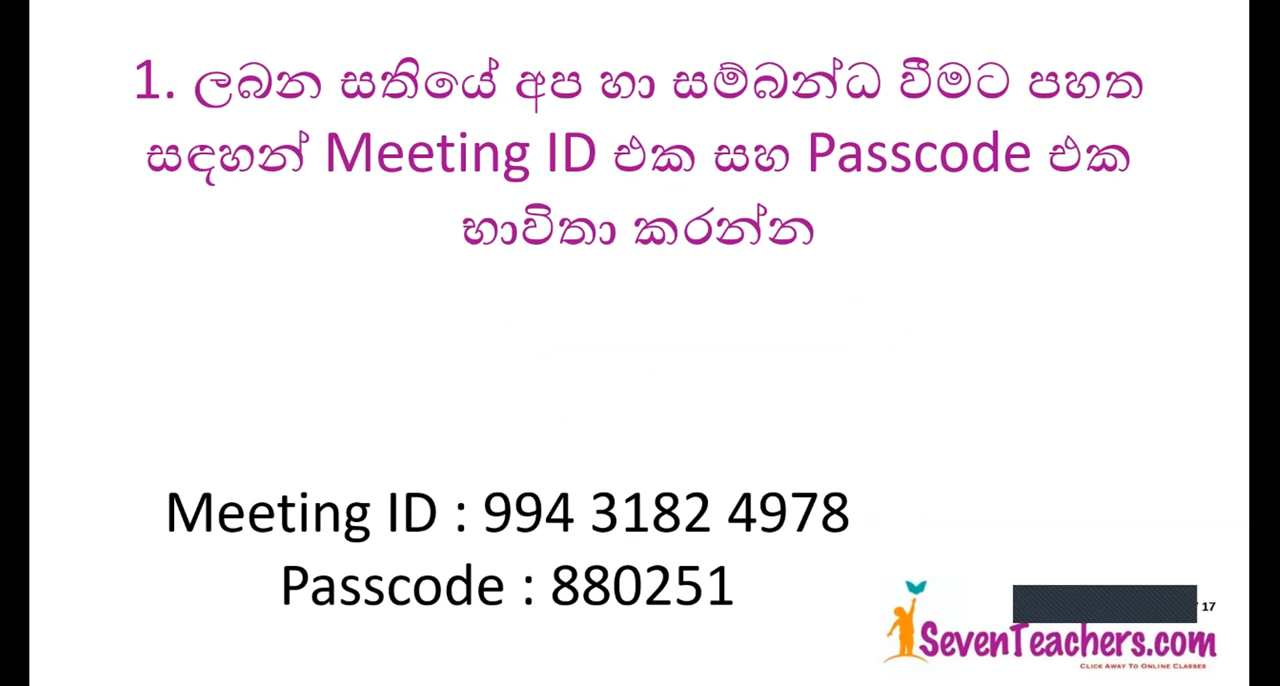 1. ලබන සතියේ අප හා සම්බන්ධ වීමට පහත
සඳහන් Meeting ID එක සහ Passcode එක
භාවිතා කරන්න
Meeting ID : 994 3182 4978
Passcode : 880251
/ 17
SevenTeachers.com
Click Away To Online Classes